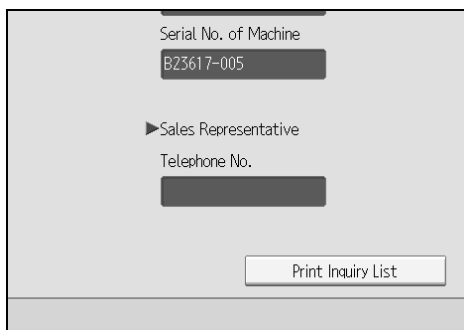 Serial No. of Machine
B23617-005
▶Sales Representative
Telephone No.
Print Inquiry List